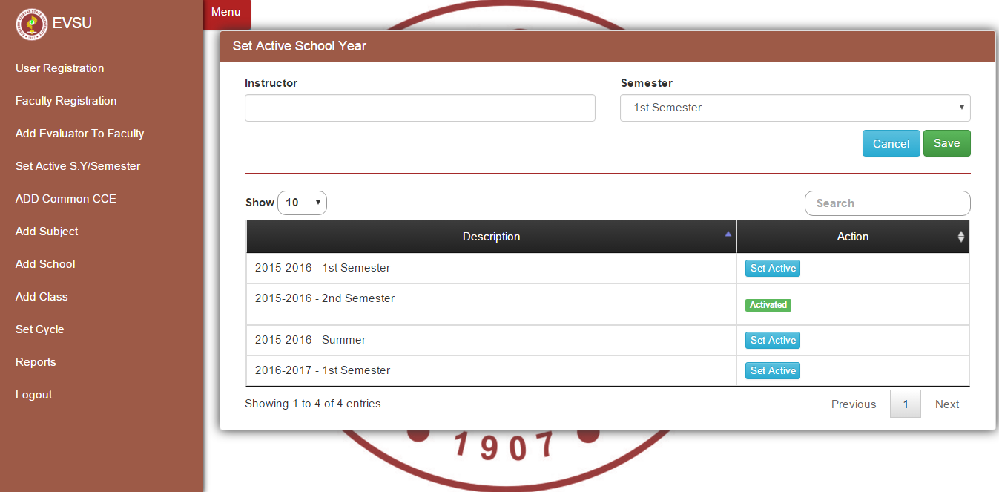 EVSU
Menu
User Registration
Faculty Registration
Add Evaluator To Faculty
Set Active S.Y/Semester
ADD Common CCE
Add Subject
Add School
Add Class
Set Cycle
Reports
Logout
Set Active School Year
Instructor
Semester
1st Semester
Cancel Save
Show 10
Search
Description Action
2015-2016 - 1st Semester Set Active
2015-2016 - 2nd Semester Activated
2015-2016 - Summer Set Active
2016-2017 - 1st Semester Set Active
Showing 1 to 4 of 4 entries
Previous 1 Next
1907